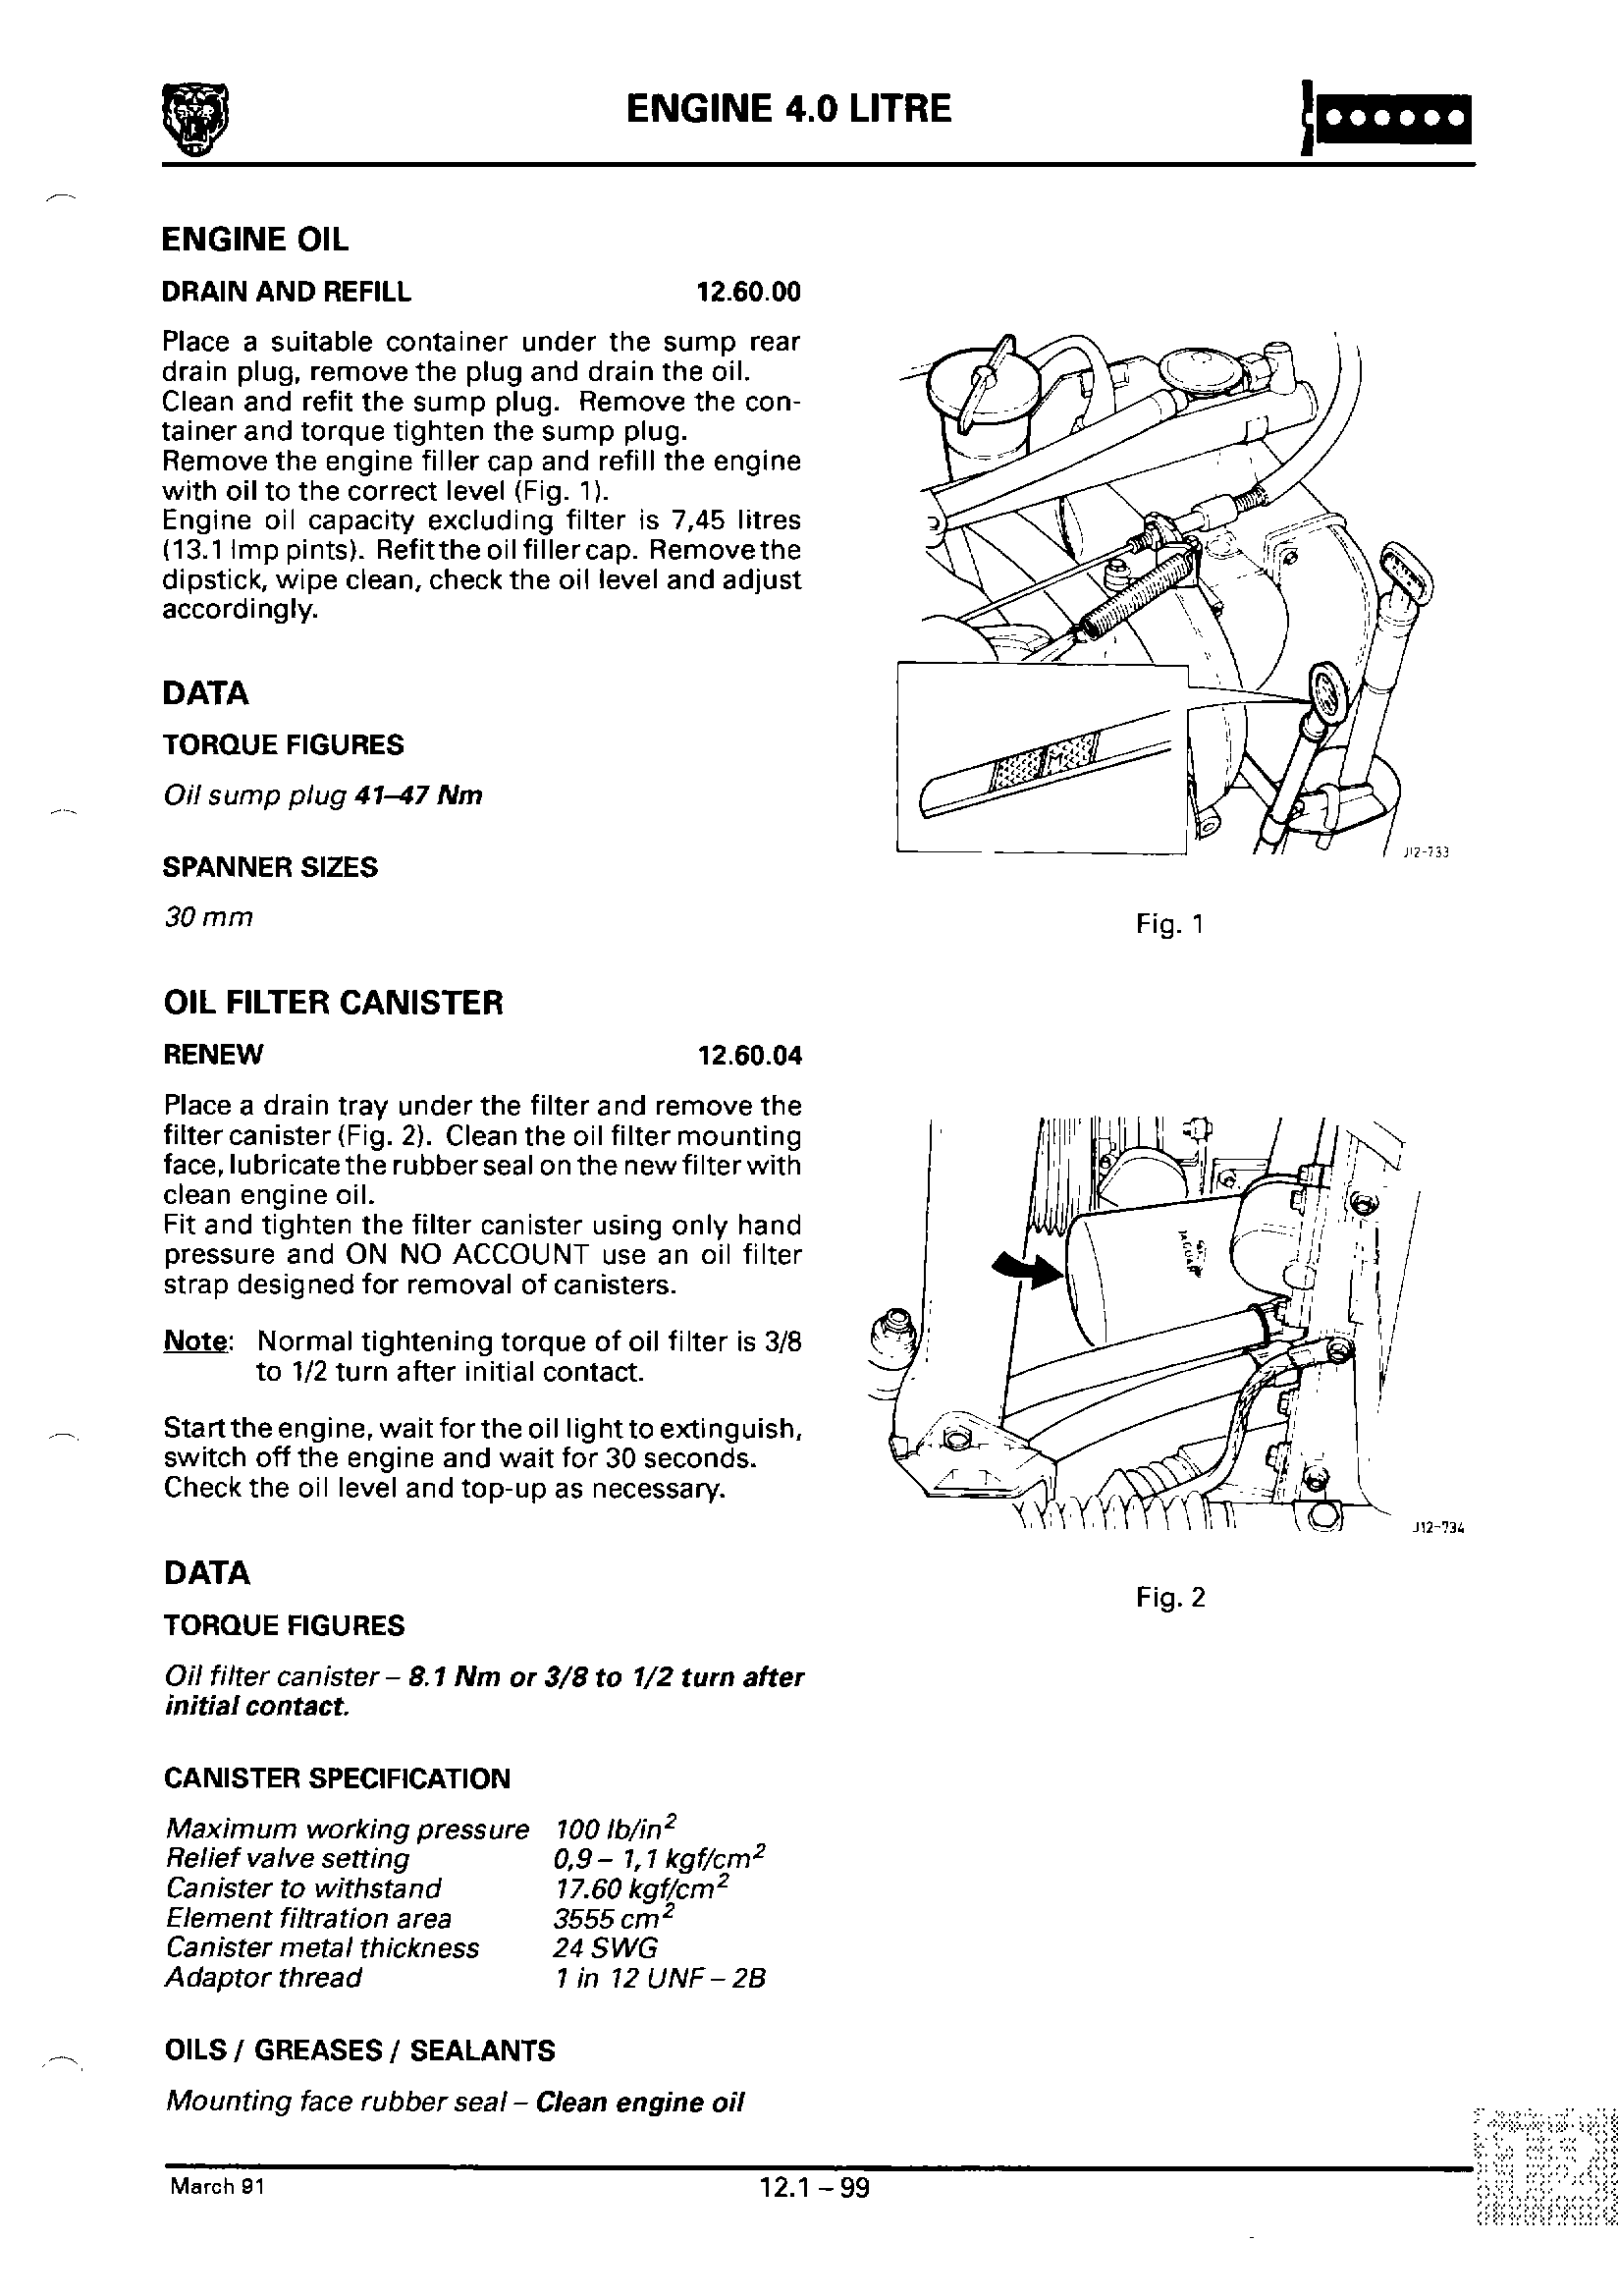 ENGINE 4.0 LITRE
ENGINE OIL
DRAIN AND REFILL 12.60.00
Place a suitable container under the sump rear
drain plug, remove the plug and drain the oil.
Clean and refit the sump plug. Remove the con-
tainer and torque tighten the sump plug.
Remove the engine filler cap and refill the engine
with oil to the correct level (Fig. 1).
Engine oil capacity excluding filter is 7,45 litres
(13.1 Imp pints). Refit the oil filler cap. Remove the
dipstick, wipe clean, check the oil level and adjust
accordingly.
DATA
TORQUE FIGURES
Oil sump plug 41–47 Nm
SPANNER SIZES
30 mm
J12-733
Fig. 1
OIL FILTER CANISTER
RENEW 12.60.04
Place a drain tray under the filter and remove the
filter canister (Fig. 2). Clean the oil filter mounting
face, lubricate the rubber seal on the new filter with
clean engine oil.
Fit and tighten the filter canister using only hand
pressure and ON NO ACCOUNT use an oil filter
strap designed for removal of canisters.
Note: Normal tightening torque of oil filter is 3/8
to 1/2 turn after initial contact.
Start the engine, wait for the oil light to extinguish,
switch off the engine and wait for 30 seconds.
Check the oil level and top-up as necessary.
JAGUAR
J12-734
Fig. 2
DATA
TORQUE FIGURES
Oil filter canister – 8.1 Nm or 3/8 to 1/2 turn after
initial contact.
CANISTER SPECIFICATION
Maximum working pressure 100 lb/in²
Relief valve setting 0,9 – 1,1 kgf/cm²
Canister to withstand 17.60 kgf/cm²
Element filtration area 3555 cm²
Canister metal thickness 24 SWG
Adaptor thread 1 in 12 UNF – 2B
OILS / GREASES / SEALANTS
Mounting face rubber seal – Clean engine oil
March 91 12.1 – 99
12